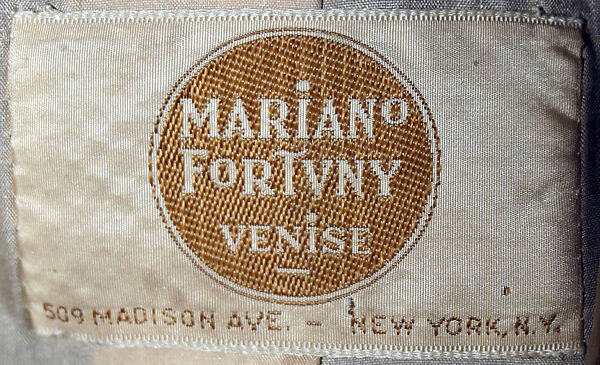 MARIANO
FORTVNY
VENISE
509 MADISON AVE. - NEW YORK, N.Y.